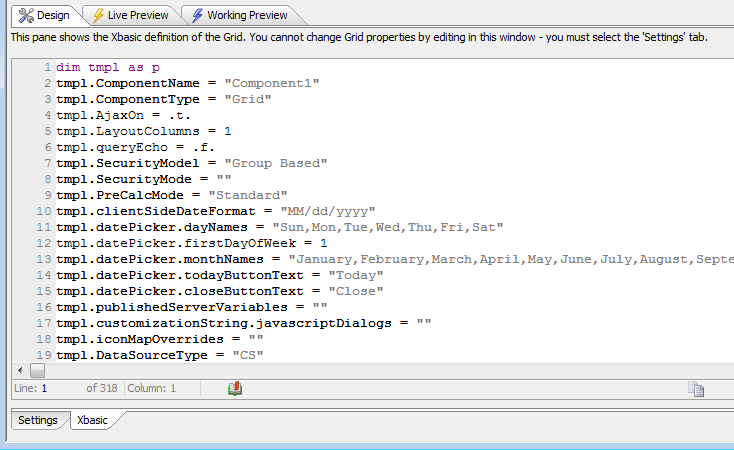 Design Live Preview Working Preview
This pane shows the Xbasic definition of the Grid. You cannot change Grid properties by editing in this window - you must select the 'Settings' tab.
1 dim tmpl as p
2 tmpl.ComponentName = "Component1"
3 tmpl.ComponentType = "Grid"
4 tmpl.AjaxOn = .t.
5 tmpl.LayoutColumns = 1
6 tmpl.queryEcho = .f.
7 tmpl.SecurityModel = "Group Based"
8 tmpl.SecurityMode = ""
9 tmpl.PreCalcMode = "Standard"
10 tmpl.clientSideDateFormat = "MM/dd/yyyy"
11 tmpl.datePicker.dayNames = "Sun,Mon,Tue,Wed,Thu,Fri,Sat"
12 tmpl.datePicker.firstDayOfWeek = 1
13 tmpl.datePicker.monthNames = "January,February,March,April,May,June,July,August,Septe
14 tmpl.datePicker.todayButtonText = "Today"
15 tmpl.datePicker.closeButtonText = "Close"
16 tmpl.publishedServerVariables = ""
17 tmpl.customizationString.javascriptDialogs = ""
18 tmpl.iconMapOverrides = ""
19 tmpl.DataSourceType = "CS"
Line: 1 of 318 Column: 1
Settings Xbasic